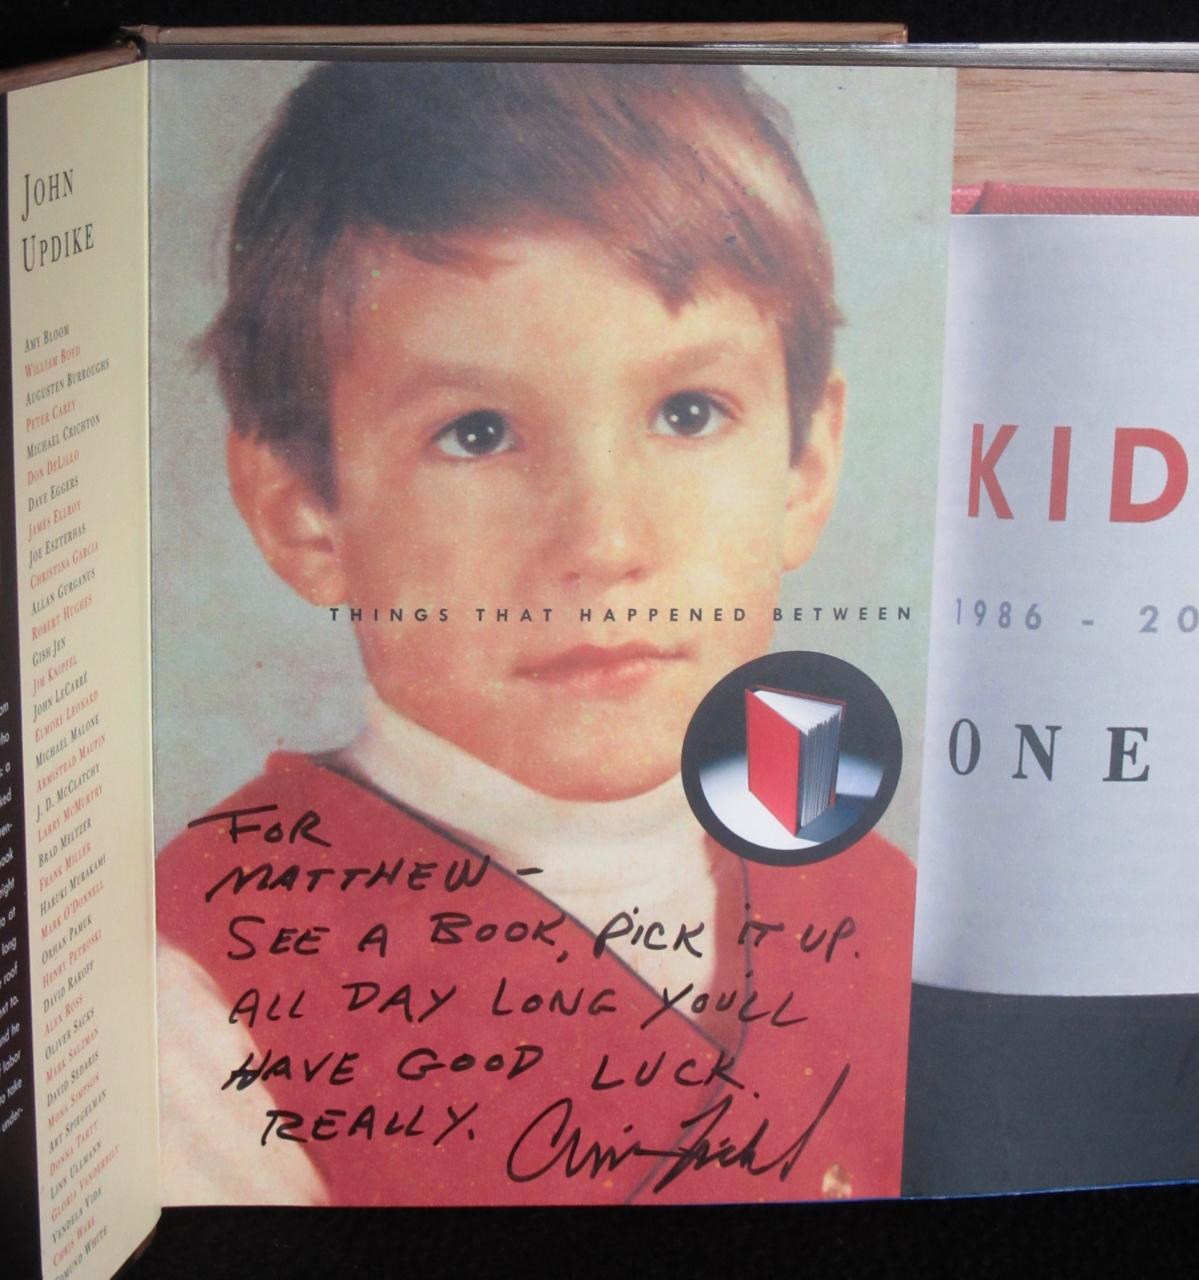 JOHN
UPDIKE
AMY BLOOM
WILLIAM BOYD
AUGUSTEN BURROUGHS
PETER CAREY
MICHAEL CRICHTON
DON DELILLO
DAVE EGGERS
JAMES ELLROY
JOE ESZTERHAS
CHRISTINA GARCIA
ALLAN GURGANUS
ROBERT HUGHES
GISH JEN
JIM KNIPFEL
JOHN LECARRÉ
ELMORE LEONARD
MICHAEL MALONE
ARMISTEAD MAUPIN
J. D. MCCLATCHY
LARRY MCMURTRY
BRAD MELTZER
FRANK MILLER
HARUKI MURAKAMI
MARK O'DONNELL
ORHAN PAMUK
HENRY PETROSKI
DAVID RAKOFF
ALEX ROSS
OLIVER SACKS
MARK SALZMAN
DAVID SEDARIS
MONA SIMPSON
ART SPIEGELMAN
DONNA TARTT
LINN ULLMANN
GLORIA VANDERBILT
VENDELA VIDA
CHRIS WARE
EDMUND WHITE
THINGS THAT HAPPENED BETWEEN
FOR
MATTHEW -
SEE A BOOK, PICK IT UP.
ALL DAY LONG YOU'LL
HAVE GOOD LUCK.
REALLY.
KID
1986 - 20
ONE